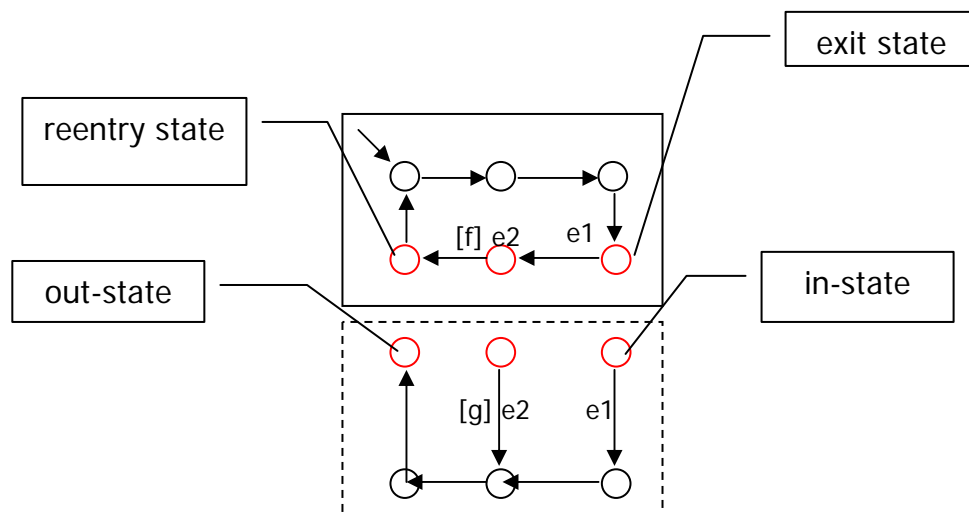 exit state
reentry state
[f] e2
e1
out-state
in-state
[g] e2
e1